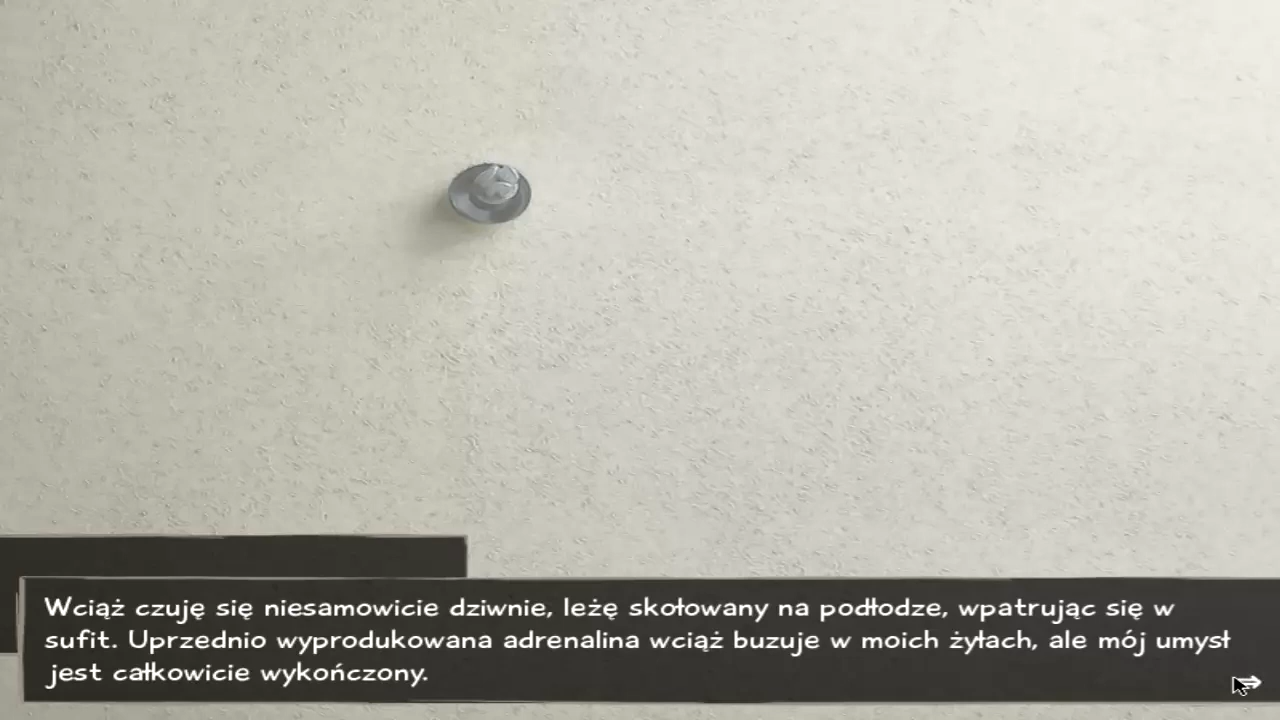 Wciąż czuję się niesamowicie dziwnie, leżę skołowany na podłodze, wpatrując się w
sufit. Uprzednio wyprodukowana adrenalina wciąż buzuje w moich żyłach, ale mój umysł
jest całkowicie wykończony.